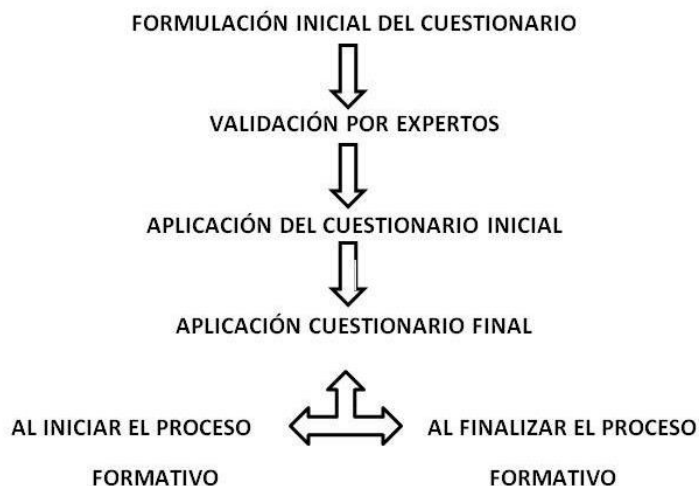 FORMULACIÓN INICIAL DEL CUESTIONARIO
VALIDACIÓN POR EXPERTOS
APLICACIÓN DEL CUESTIONARIO INICIAL
APLICACIÓN CUESTIONARIO FINAL
AL INICIAR EL PROCESO
FORMATIVO
AL FINALIZAR EL PROCESO
FORMATIVO